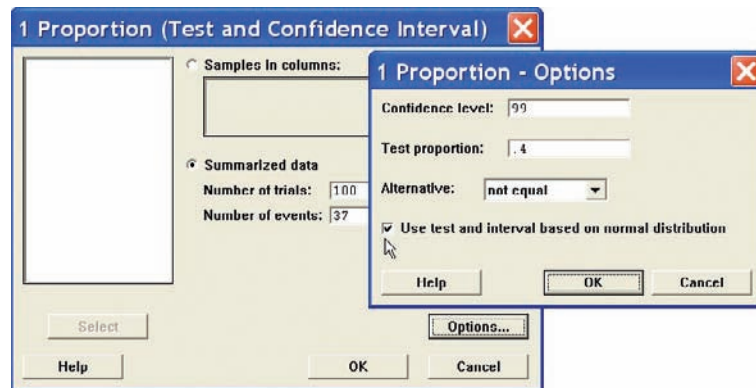 1 Proportion (Test and Confidence Interval)
Samples in columns:
Summarized data
Number of trials: 100
Number of events: 37
Select
Options...
Help
OK
Cancel
1 Proportion - Options
Confidence level: 99
Test proportion: .4
Alternative: not equal
Use test and interval based on normal distribution
Help
OK
Cancel